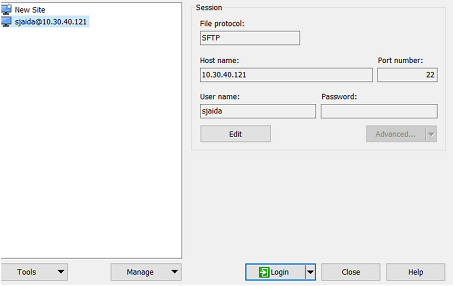 New Site
sjaida@10.30.40.121
Session
File protocol:
SFTP
Host name:
Port number:
10.30.40.121
22
User name:
Password:
sjaida
Edit
Advanced...
Tools
Manage
Login
Close
Help